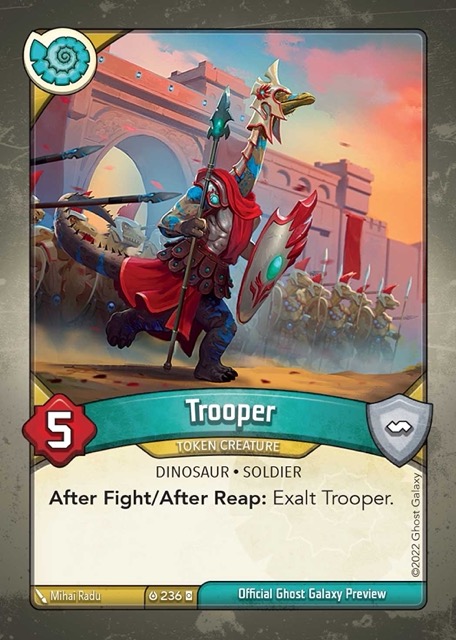 5
Trooper
TOKEN CREATURE
DINOSAUR • SOLDIER
After Fight/After Reap: Exalt Trooper.
©2022 Ghost Galaxy
Mihai Radu
236
Official Ghost Galaxy Preview